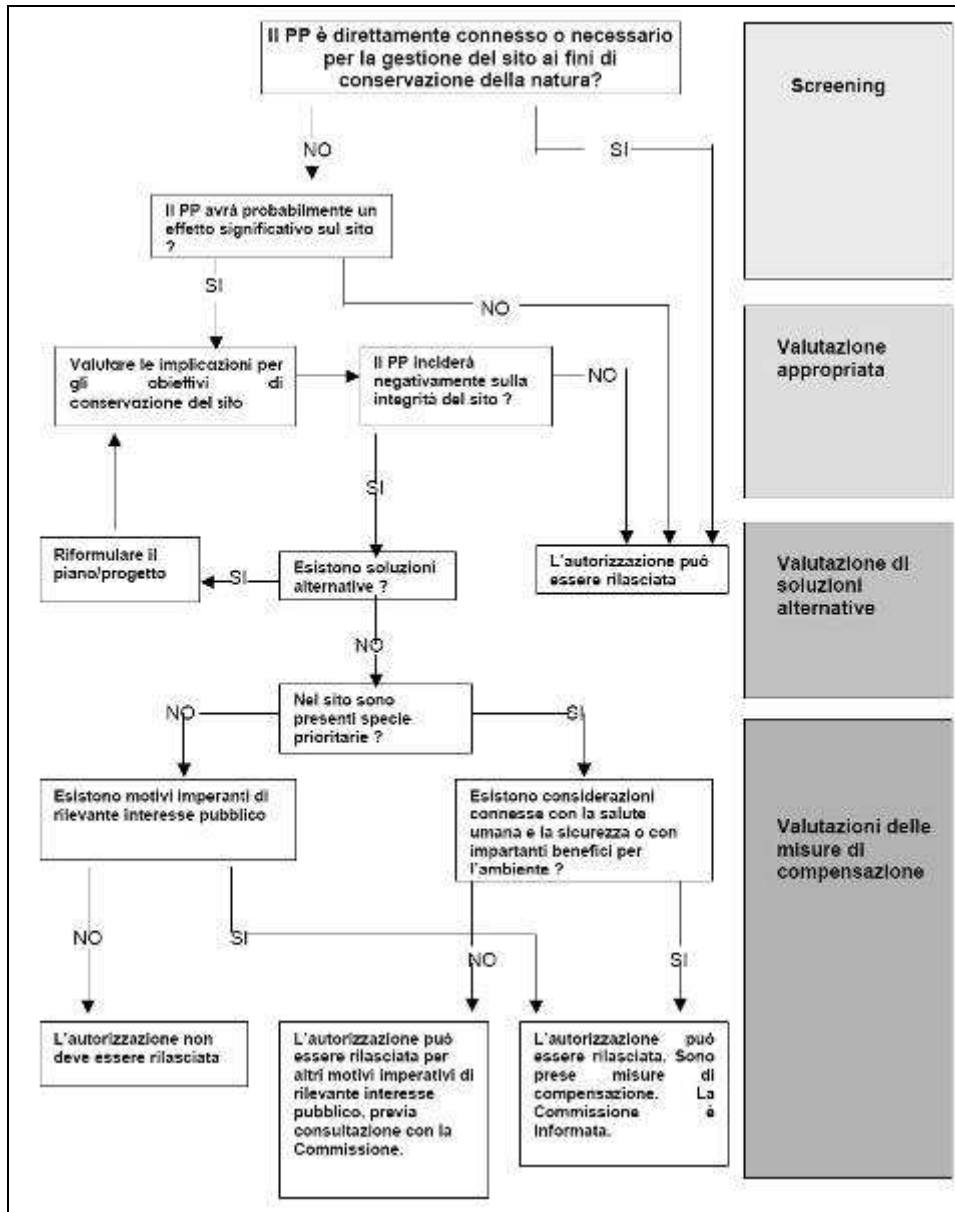 Il PP è direttamente connesso o necessario
per la gestione del sito ai fini di
conservazione della natura?
Screening
NO
SI
Il PP avrà probabilmente un
effetto significativo sul sito
?
SI
NO
Valutare le implicazioni per
gli obiettivi di
conservazione del sito
Il PP inciderà
negativamente sulla
integrità del sito ?
NO
Valutazione
appropriata
SI
Riformulare il
piano/progetto
SI
Esistono soluzioni
alternative ?
L'autorizzazione può
essere rilasciata
Valutazione di
soluzioni
alternative
NO
Nel sito sono
presenti specie
prioritarie ?
NO
SI
Esistono motivi imperanti di
rilevante interesse pubblico
Esistono considerazioni
connesse con la salute
umana e la sicurezza o con
impartanti benefici per
l'ambiente ?
Valutazioni delle
misure di
compensazione
NO
SI
NO
SI
L'autorizzazione non
deve essere rilasciata
L'autorizzazione può
essere rilasciata per
altri motivi imperativi di
rilevante interesse
pubblico, previa
consultazione con la
Commissione.
L'autorizzazione può
essere rilasciata. Sono
prese misure di
compensazione. La
Commissione è
Informata.